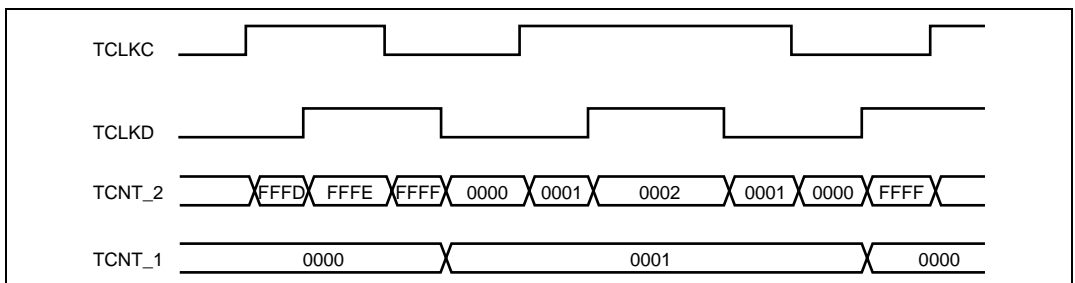 TCLKC
TCLKD
TCNT_2 FFFD FFFE FFFF 0000 0001 0002 0001 0000 FFFF
TCNT_1 0000 0001 0000